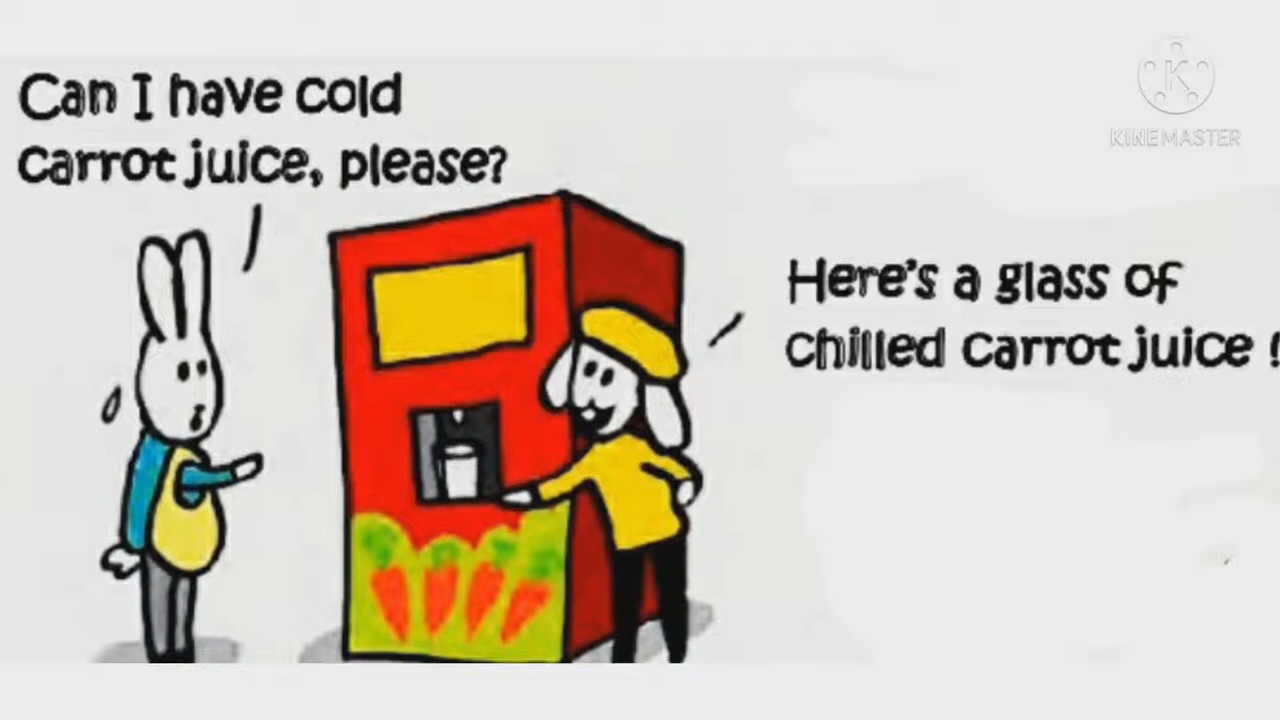 Can I have cold
carrot juice, please?
KINEMASTER
Here's a glass of
chilled carrot juice !